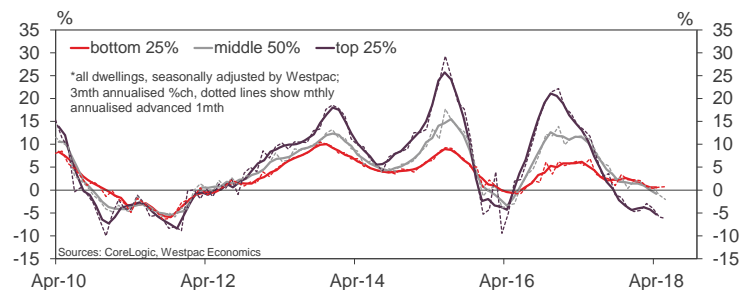 % %
35 35
30 bottom 25% middle 50% top 25% 30
25 *all dwellings, seasonally adjusted by Westpac; 25
20 3mth annualised %ch, dotted lines show mthly 20
annualised advanced 1mth
15 15
10 10
5 5
0 0
-5 -5
-10 -10
Sources: CoreLogic, Westpac Economics
-15 -15
Apr-10 Apr-12 Apr-14 Apr-16 Apr-18